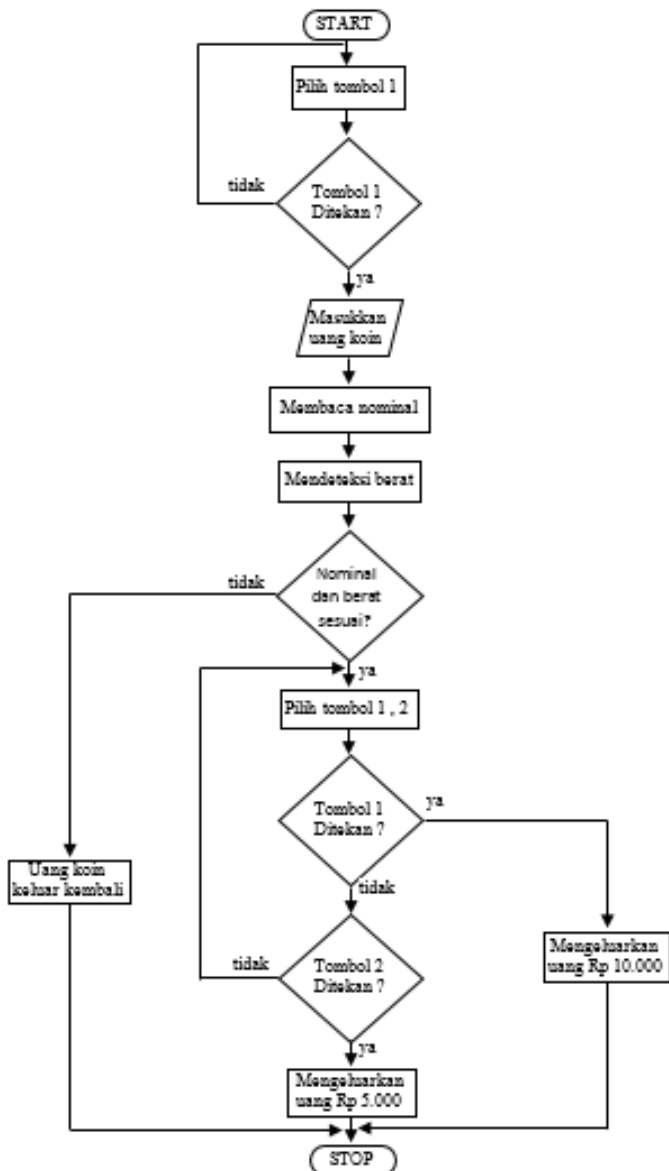 START
Pilih tombol 1
tidak
Tombol 1
Ditekan ?
ya
Masukkan
uang koin
Membaca nominal
Mendeteksi berat
tidak
Nominal
dan berat
sesuai?
ya
Pilih tombol 1 , 2
Tombol 1
Ditekan ?
ya
tidak
Uang koin
keluar kembali
Mengeluarkan
uang Rp 10.000
tidak
Tombol 2
Ditekan ?
ya
Mengeluarkan
uang Rp 5.000
STOP